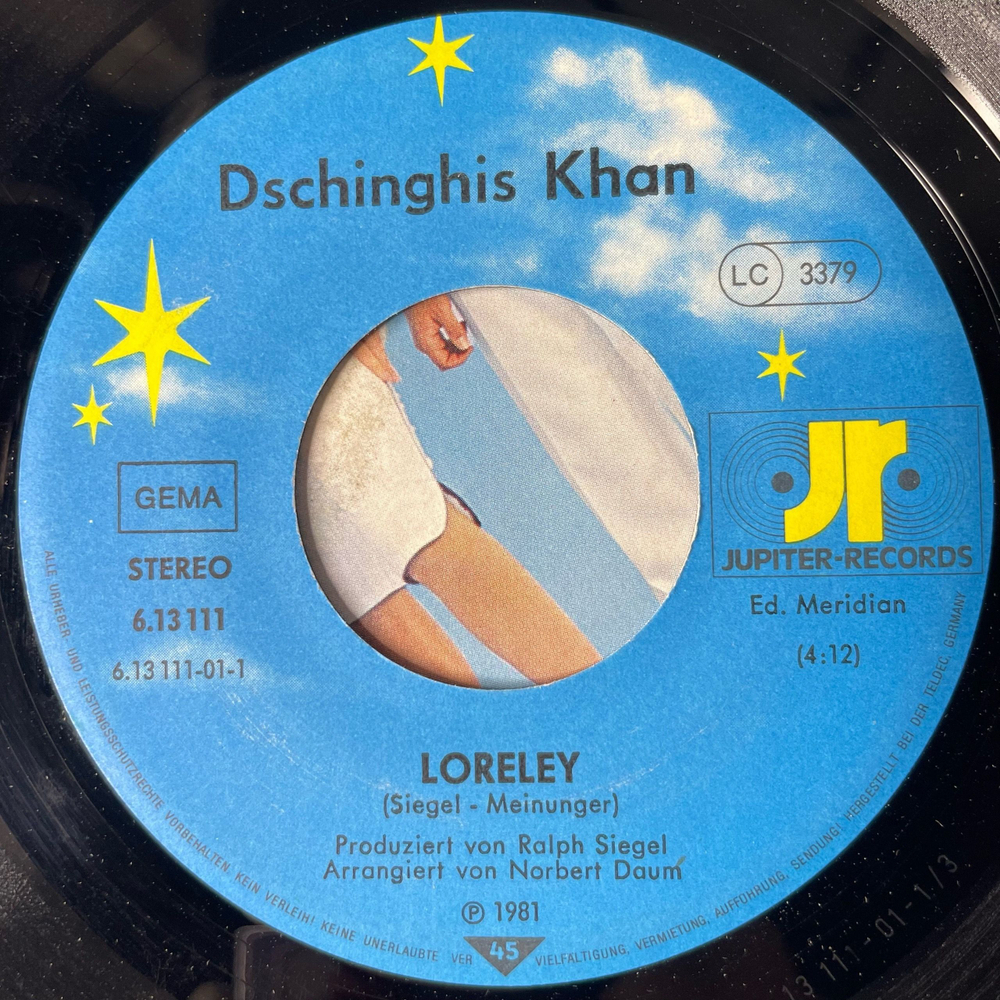 Dschinghis Khan
LC 3379
GEMA
STEREO
6.13 111
6.13 111-01-1
Jr
JUPITER-RECORDS
Ed. Meridian
(4:12)
LORELEY
(Siegel - Meinunger)
Produziert von Ralph Siegel
Arrangiert von Norbert Daum
℗ 1981
45
ALLE URHEBER UND LEISTUNGSSCHUTZRECHTE VORBEHALTEN. KEIN VERLEIH! KEINE UNERLAUBTE VERVIELFÄLTIGUNG, VERMIETUNG, AUFFÜHRUNG, SENDUNG! HERGESTELLT BEI DER TELDEC GERMANY
13 111-01-1/3